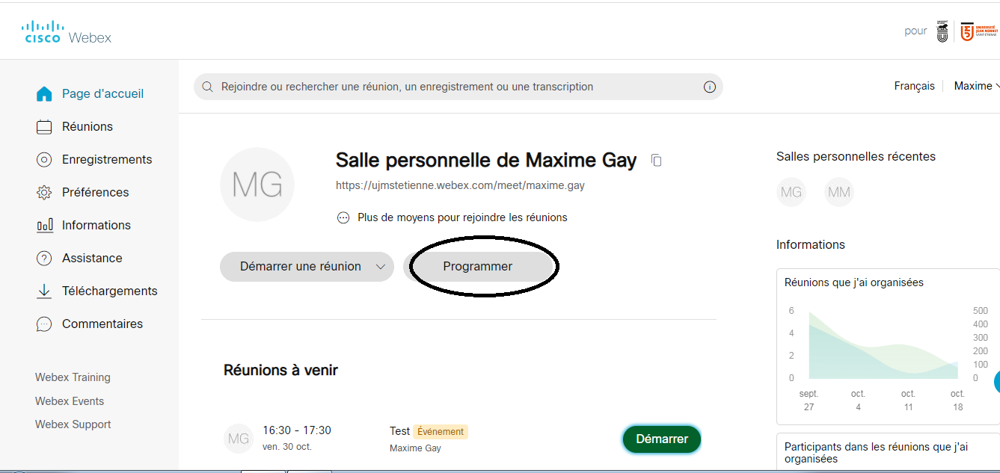 cisco Webex
pour
UNIVERSITÉ
JEAN MONNET
SAINT-ÉTIENNE
Page d'accueil
Réunions
Enregistrements
Préférences
Informations
Assistance
Téléchargements
Commentaires
Webex Training
Webex Events
Webex Support
Rejoindre ou rechercher une réunion, un enregistrement ou une transcription
Français
Maxime
MG
Salle personnelle de Maxime Gay
https://ujmstetienne.webex.com/meet/maxime.gay
Plus de moyens pour rejoindre les réunions
Démarrer une réunion
Programmer
Réunions à venir
MG
16:30 - 17:30
ven. 30 oct.
Test Événement
Maxime Gay
Démarrer
Salles personnelles récentes
MG MM
Informations
Réunions que j'ai organisées
6 500
400
4 300
2 200
100
0 0
sept. oct. oct. oct.
27 4 11 18
Participants dans les réunions que j'ai
organisées